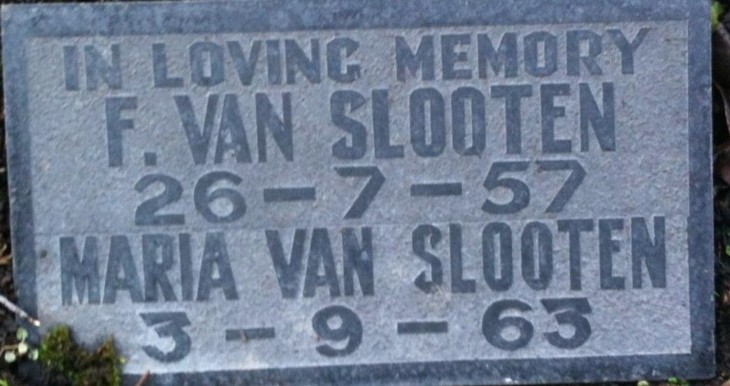 IN LOVING MEMORY
F. VAN SLOOTEN
26-7-57
MARIA VAN SLOOTEN
3-9-63